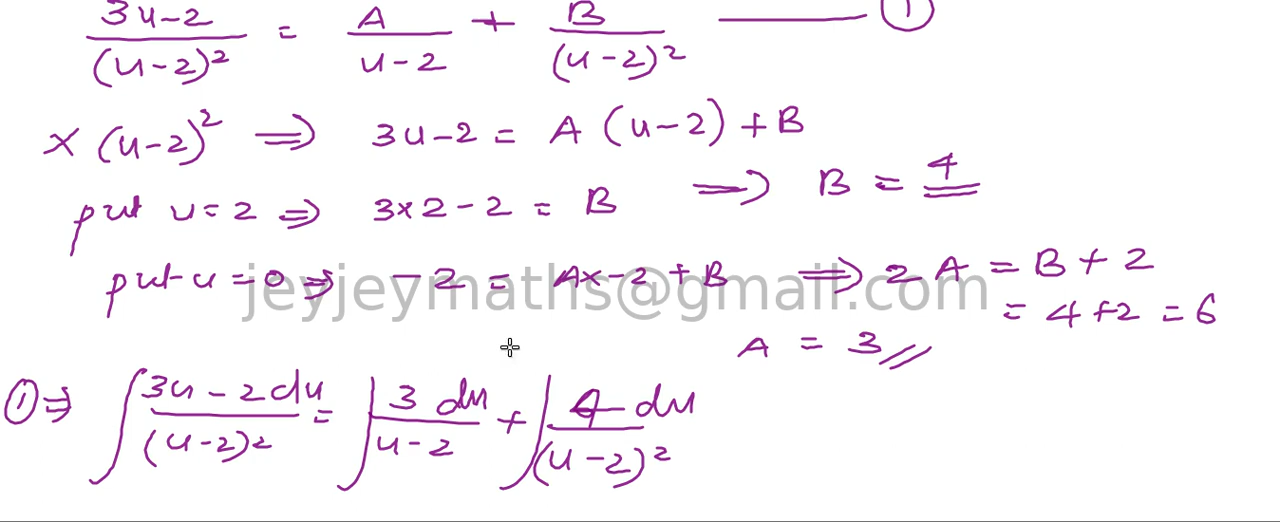 3u-2/(u-2)² = A/u-2 + B/(u-2)² ——— ①
× (u-2)² ⟹ 3u-2 = A (u-2) + B
put u=2 ⟹ 3×2-2 = B ⟹ B = 4
put u=0 ⟹ -2 = A×-2+B ⟹ 2A = B+2
jeyjeymaths@gmail.com
= 4+2 = 6
A = 3//
① ⟹ ∫ 3u-2du/(u-2)² = ∫ 3 du/u-2 + ∫ 4 du/(u-2)²